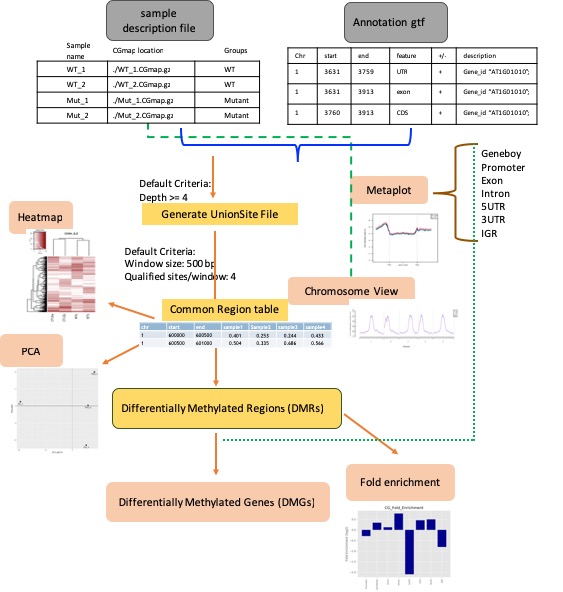 sample
description file
Annotation gtf
Sample
name
CGmap location
Groups
WT_1 ./WT_1.CGmap.gz WT
WT_2 ./WT_2.CGmap.gz WT
Mut_1 ./Mut_1.CGmap.gz Mutant
Mut_2 ./Mut_2.CGmap.gz Mutant
Chr start end feature +/- description
1 3631 3759 UTR + Gene_id "AT1G01010";
1 3631 3913 exon + Gene_id "AT1G01010";
1 3760 3913 CDS + Gene_id "AT1G01010";
Default Criteria:
Depth >= 4
Generate UnionSite File
Metaplot
Geneboy
Promoter
Exon
Intron
5UTR
3UTR
IGR
Heatmap
Default Criteria:
Window size: 500 bp
Qualified sites/window: 4
Chromosome View
Common Region table
chr start end sample1 Sample2 sample3 sample4
1 600000 600500 0.401 0.253 0.244 0.433
1 600500 601000 0.504 0.335 0.686 0.566
PCA
Differentially Methylated Regions (DMRs)
Differentially Methylated Genes (DMGs)
Fold enrichment
CG_Fold_Enrichment